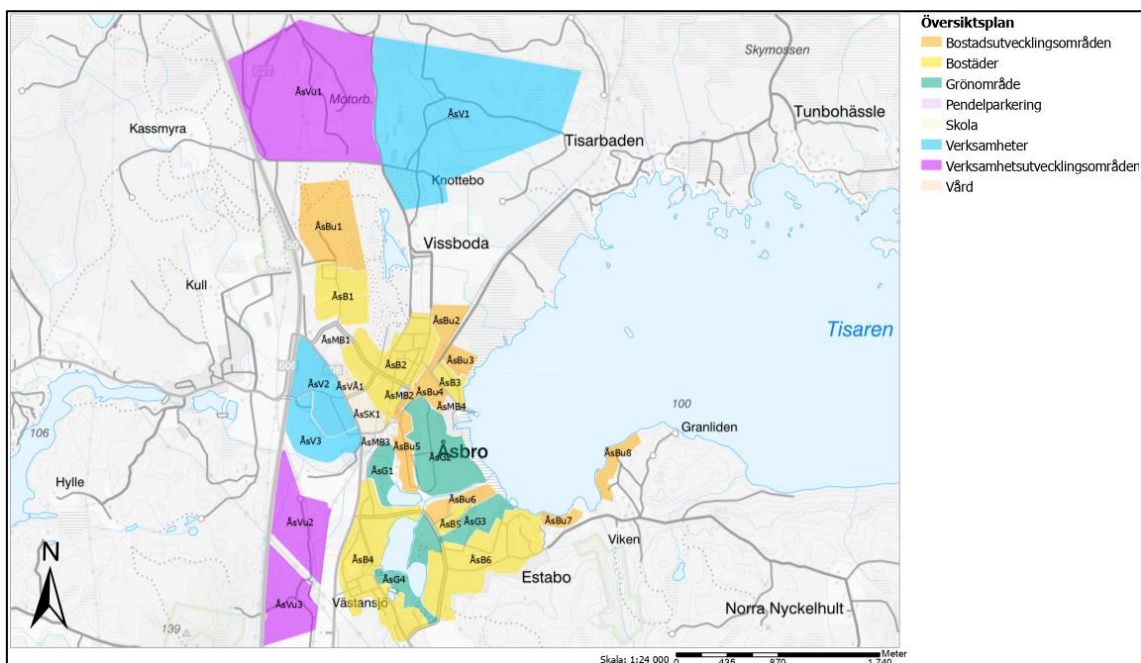 Översiktsplan
Bostadsutvecklingsområden
Bostäder
Grönområde
Pendelparkering
Skola
Verksamheter
Verksamhetsutvecklingsområden
Vård
Skymossen
ÅsVu1
Motorb.
ÅsV1
Tunbohässle
Kassmyra
Tisarbaden
Knottebo
ÅsBu1
Vissboda
Kull
ÅsB1
ÅsBu2
Tisaren
ÅsMB1
ÅsBu3
ÅsB2
ÅsV2
ÅsVÅ1
ÅsB3
ÅsMB2
ÅsBu4
ÅsMB4
100
ÅsSK1
Granliden
106
ÅsV3
ÅsMB3
ÅsBu5
Åsbro
ÅsG2
ÅsBu8
ÅsG1
Hylle
ÅsBu6
ÅsVu2
ÅsB5
ÅsG3
ÅsBu7
Viken
N
ÅsB4
ÅsB6
ÅsG4
Estabo
ÅsVu3
Västansjö
Norra Nyckelhult
139
Skala: 1:24 000
0 435 870 1 740
Meter